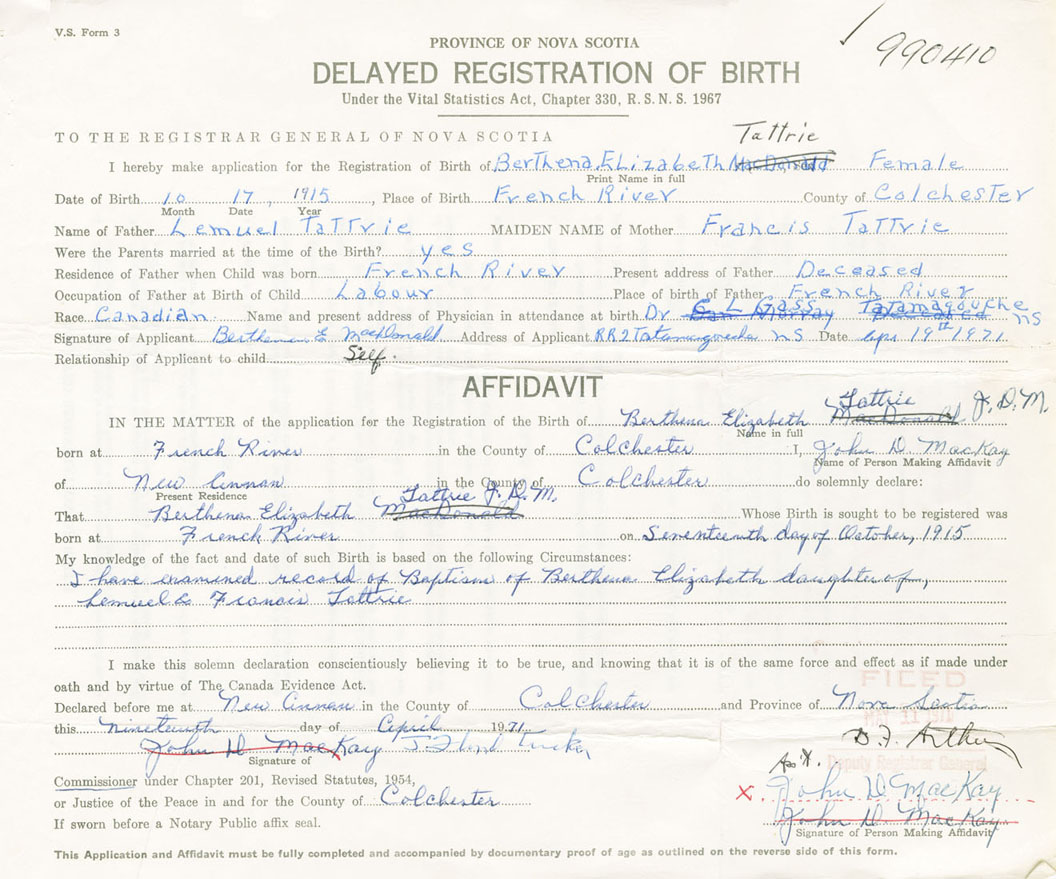 V.S. Form 3
990410
PROVINCE OF NOVA SCOTIA
DELAYED REGISTRATION OF BIRTH
Under the Vital Statistics Act, Chapter 330, R. S. N. S. 1967
TO THE REGISTRAR GENERAL OF NOVA SCOTIA
Tattrie
I hereby make application for the Registration of Birth of Berthena Elizabeth MacDonald Female
Print Name in full
Date of Birth 10 17, 1915, Place of Birth French River County of Colchester
Month Date Year
Name of Father Lemuel Tattrie MAIDEN NAME of Mother Francis Tattrie
Were the Parents married at the time of the Birth? yes
Residence of Father when Child was born French River Present address of Father Deceased
Occupation of Father at Birth of Child Labour Place of birth of Father French River
Race Canadian Name and present address of Physician in attendance at birth Dr Gass Tatamagouche NS
Signature of Applicant Berthena E MacDonald Address of Applicant RR2 Tatamagouche NS Date Apr 19th 1971
Relationship of Applicant to child Self.
AFFIDAVIT
Tattrie J. D. M.
IN THE MATTER of the application for the Registration of the Birth of Berthena Elizabeth MacDonald
Name in full
born at French River in the County of Colchester I, John D MacKay
Name of Person Making Affidavit
of New Annan in the County of Colchester do solemnly declare:
Present Residence
Tattrie J. D. M.
That Berthena Elizabeth MacDonald Whose Birth is sought to be registered was
born at French River on Seventeenth day of October, 1915
My knowledge of the fact and date of such Birth is based on the following Circumstances:
I have examined record of Baptism of Berthena Elizabeth daughter of,
Lemuel & Francis Tattrie
I make this solemn declaration conscientiously believing it to be true, and knowing that it is of the same force and effect as if made under
oath and by virtue of The Canada Evidence Act.
FILED
Declared before me at New Annan in the County of Colchester and Province of Nova Scotia
this nineteenth day of April 1971.
John D MacKay
Signature of
Deputy Registrar General
Commissioner under Chapter 201, Revised Statutes, 1954,
x John D MacKay
or Justice of the Peace in and for the County of Colchester
John D MacKay
Signature of Person Making Affidavit
If sworn before a Notary Public affix seal.
This Application and Affidavit must be fully completed and accompanied by documentary proof of age as outlined on the reverse side of this form.